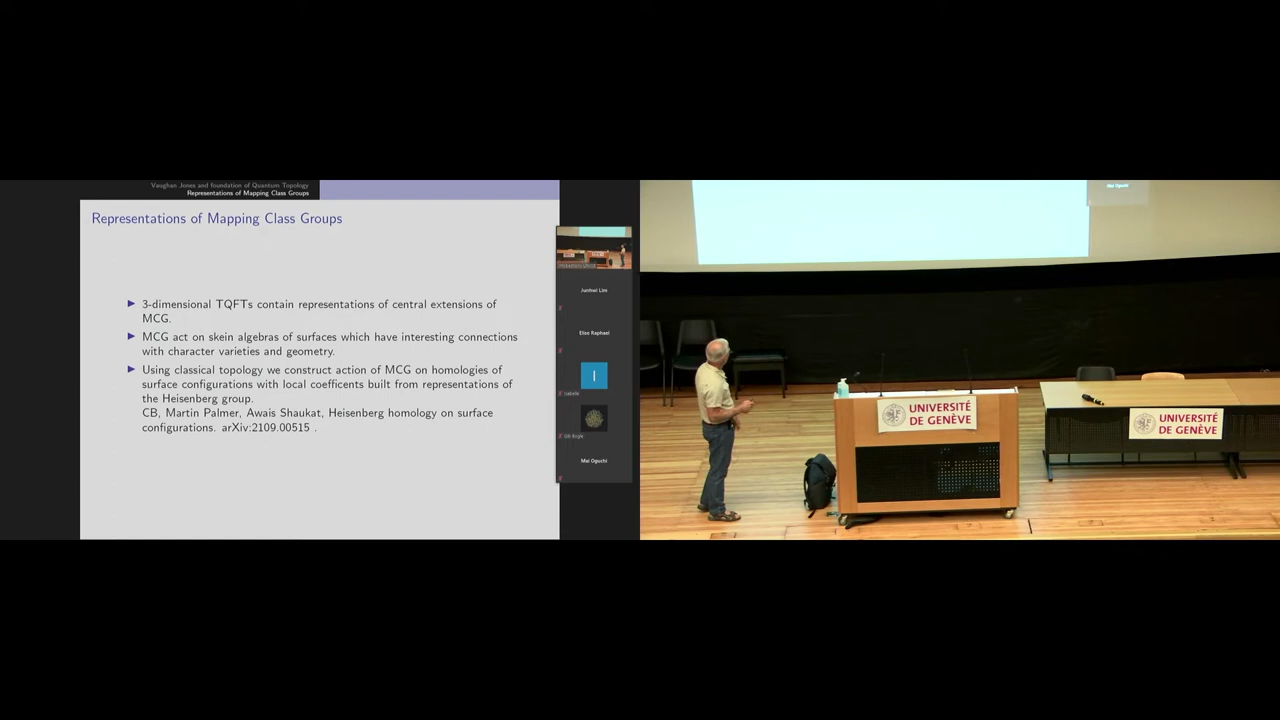 Vaughan Jones and foundation of Quantum Topology
Representations of Mapping Class Groups
Representations of Mapping Class Groups
3-dimensional TQFTs contain representations of central extensions of
MCG.
MCG act on skein algebras of surfaces which have interesting connections
with character varieties and geometry.
Using classical topology we construct action of MCG on homologies of
surface configurations with local coefficents built from representations of
the Heisenberg group.
CB, Martin Palmer, Awais Shaukat, Heisenberg homology on surface
configurations. arXiv:2109.00515 .
Junhwi Lim
Elise Raphael
I
Isabelle
Mai Oguchi
Mai Oguchi
UNIVERSITÉ
DE GENÈVE
UNIVERSITÉ
DE GENÈVE